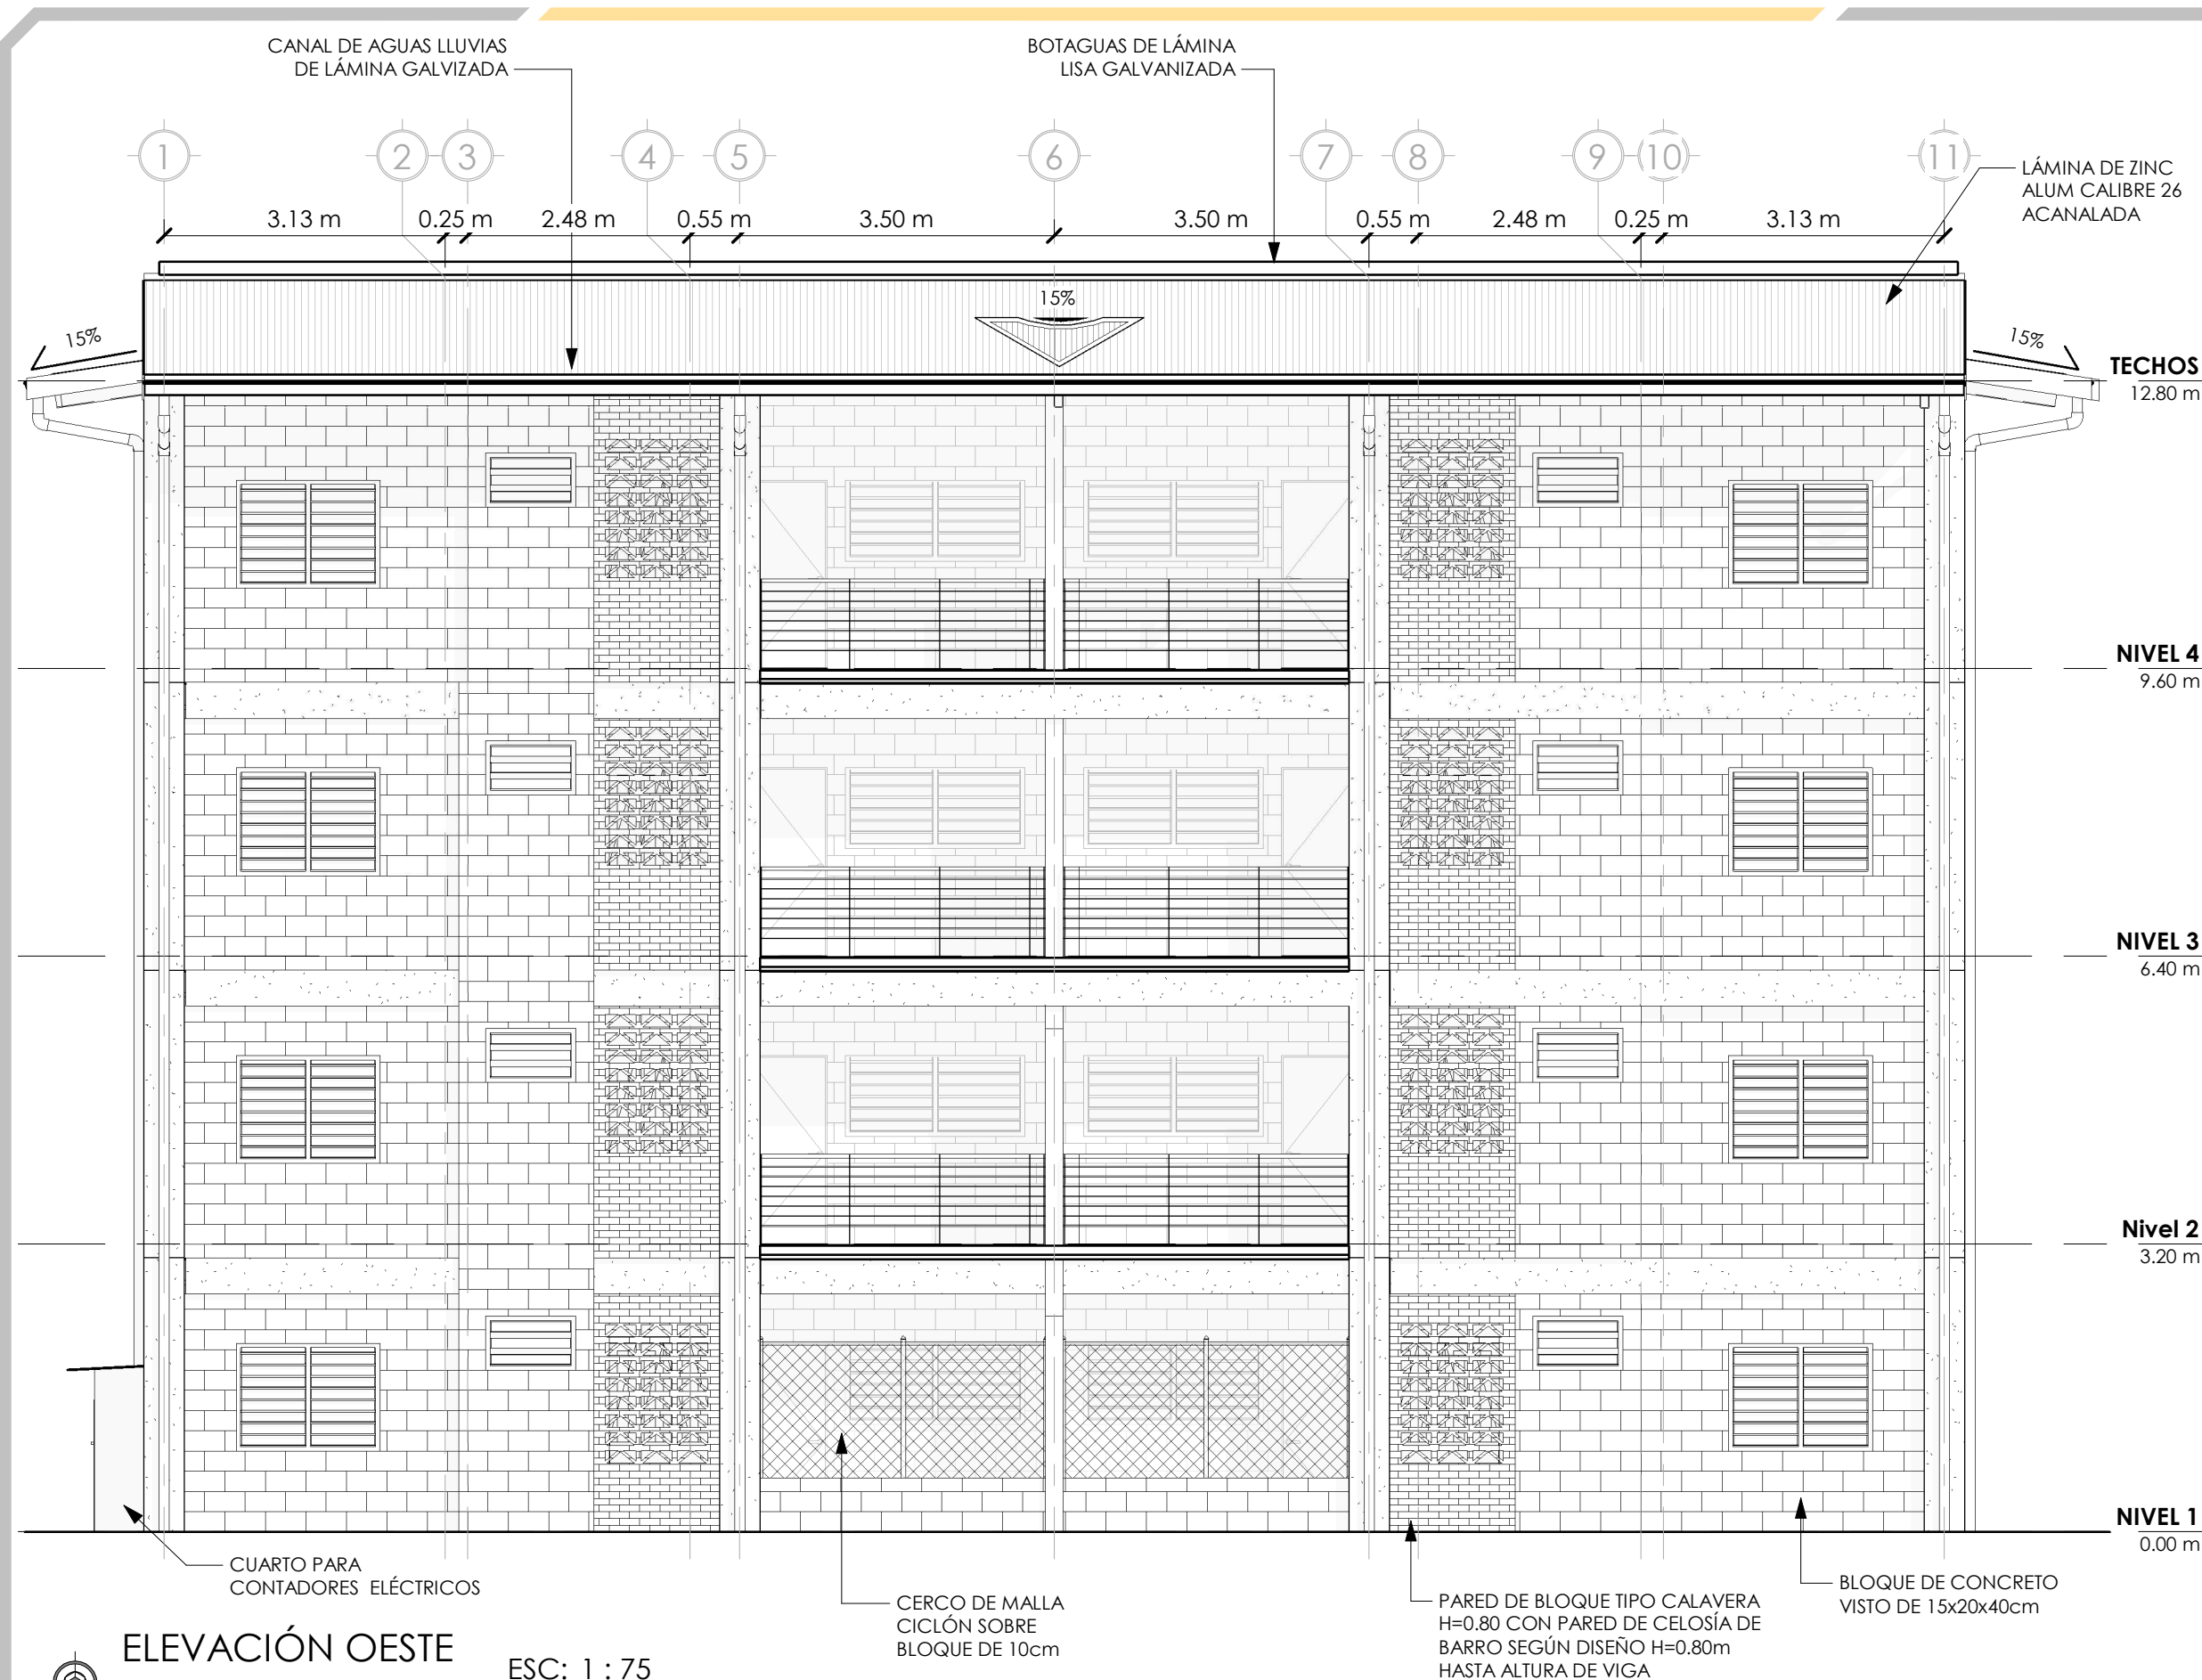 CANAL DE AGUAS LLUVIAS
DE LÁMINA GALVIZADA
BOTAGUAS DE LÁMINA
LISA GALVANIZADA
1 2 3 4 5 6 7 8 9 10 11
LÁMINA DE ZINC
ALUM CALIBRE 26
ACANALADA
3.13 m 0.25 m 2.48 m 0.55 m 3.50 m 3.50 m 0.55 m 2.48 m 0.25 m 3.13 m
15%
15%
15%
TECHOS
12.80 m
NIVEL 4
9.60 m
NIVEL 3
6.40 m
Nivel 2
3.20 m
NIVEL 1
0.00 m
CUARTO PARA
CONTADORES ELÉCTRICOS
CERCO DE MALLA
CICLÓN SOBRE
BLOQUE DE 10cm
PARED DE BLOQUE TIPO CALAVERA
H=0.80 CON PARED DE CELOSÍA DE
BARRO SEGÚN DISEÑO H=0.80m
HASTA ALTURA DE VIGA
BLOQUE DE CONCRETO
VISTO DE 15x20x40cm
ELEVACIÓN OESTE
ESC: 1 : 75